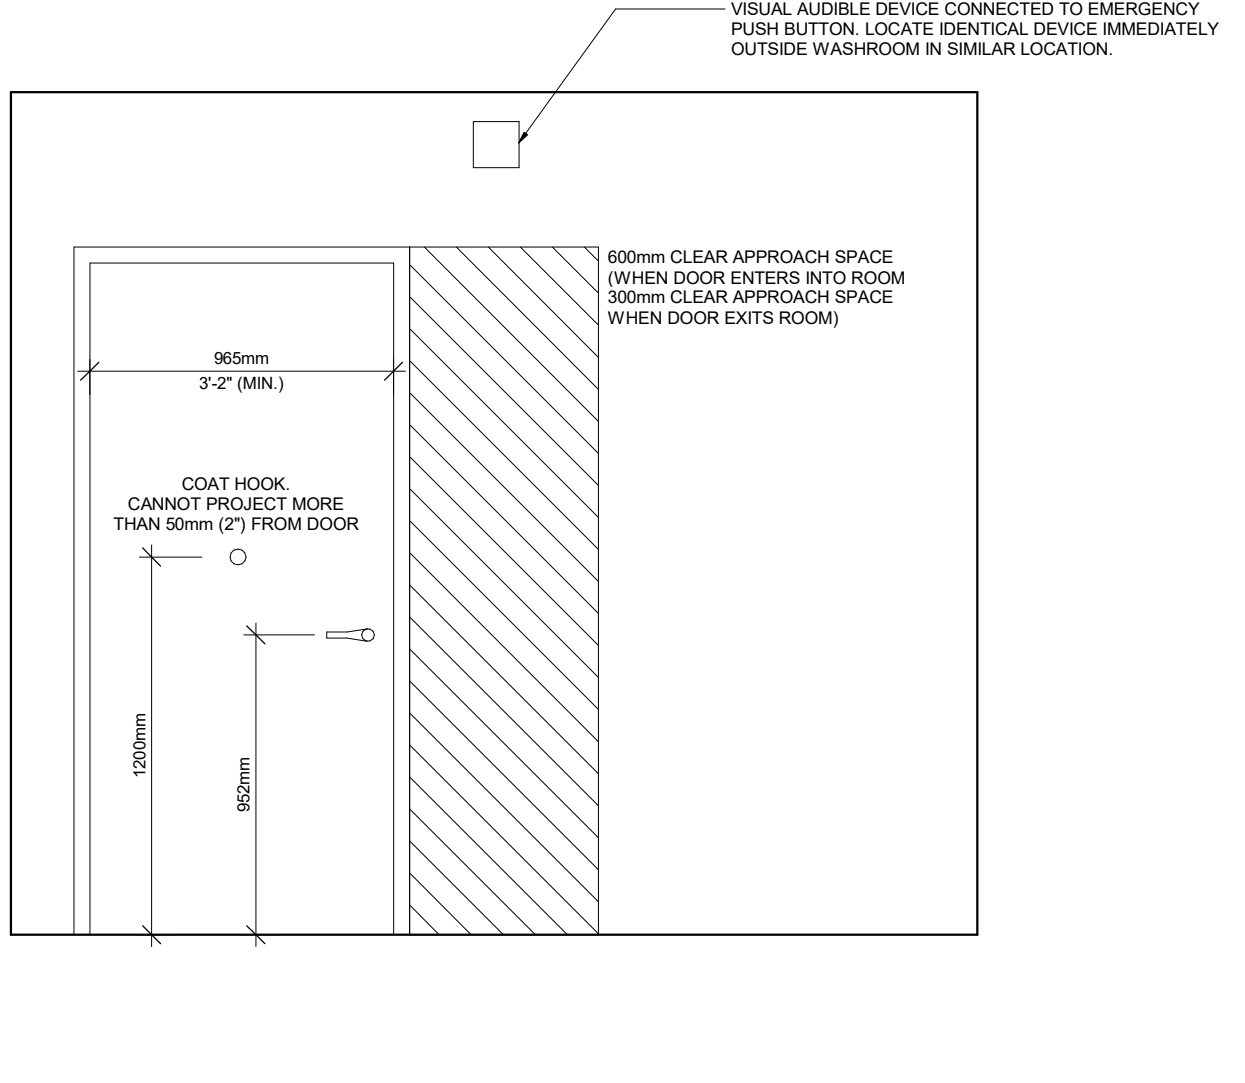 VISUAL AUDIBLE DEVICE CONNECTED TO EMERGENCY
PUSH BUTTON. LOCATE IDENTICAL DEVICE IMMEDIATELY
OUTSIDE WASHROOM IN SIMILAR LOCATION.
600mm CLEAR APPROACH SPACE
(WHEN DOOR ENTERS INTO ROOM
300mm CLEAR APPROACH SPACE
WHEN DOOR EXITS ROOM)
965mm
3'-2" (MIN.)
COAT HOOK.
CANNOT PROJECT MORE
THAN 50mm (2") FROM DOOR
1200mm
952mm